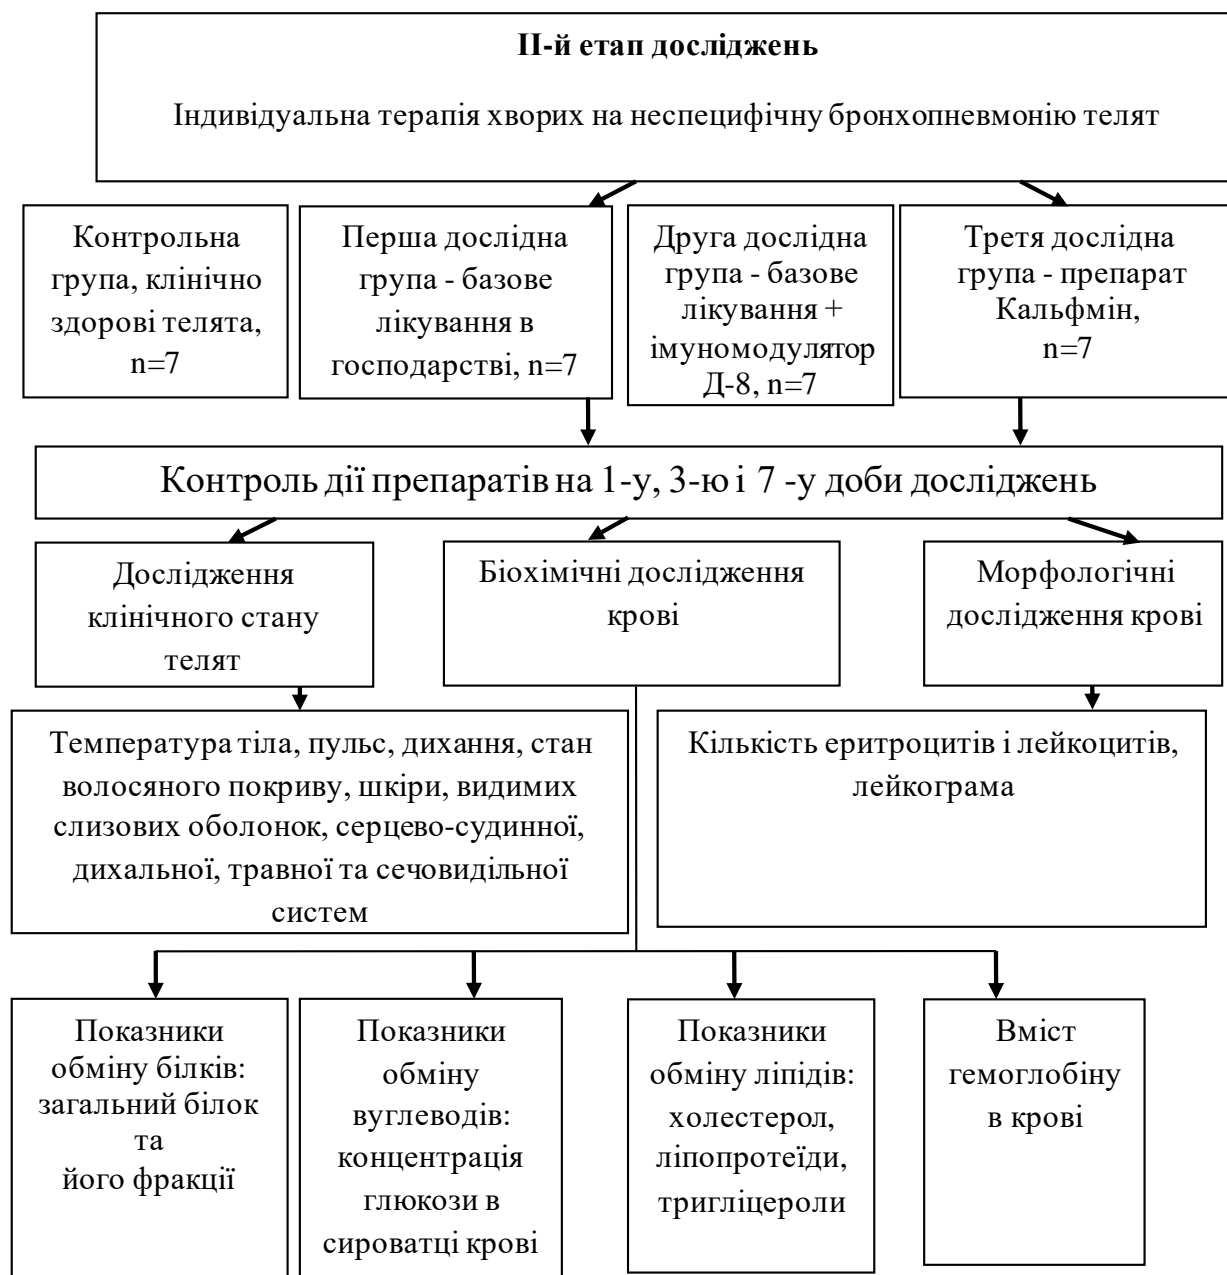 ІІ-й етап досліджень
Індивідуальна терапія хворих на неспецифічну бронхопневмонію телят
Контрольна
група, клінічно
здорові телята,
n=7
Перша дослідна
група - базове
лікування в
господарстві, n=7
Друга дослідна
група - базове
лікування +
імуномодулятор
Д-8, n=7
Третя дослідна
група - препарат
Кальфмін,
n=7
Контроль дії препаратів на 1-у, 3-ю і 7 -у доби досліджень
Дослідження
клінічного стану
телят
Біохімічні дослідження
крові
Морфологічні
дослідження крові
Температура тіла, пульс, дихання, стан
волосяного покриву, шкіри, видимих
слизових оболонок, серцево-судинної,
дихальної, травної та сечовидільної
систем
Кількість еритроцитів і лейкоцитів,
лейкограма
Показники
обміну білків:
загальний білок
та
його фракції
Показники
обміну
вуглеводів:
концентрація
глюкози в
сироватці крові
Показники
обміну ліпідів:
холестерол,
ліпопротеїди,
тригліцероли
Вміст
гемоглобіну
в крові